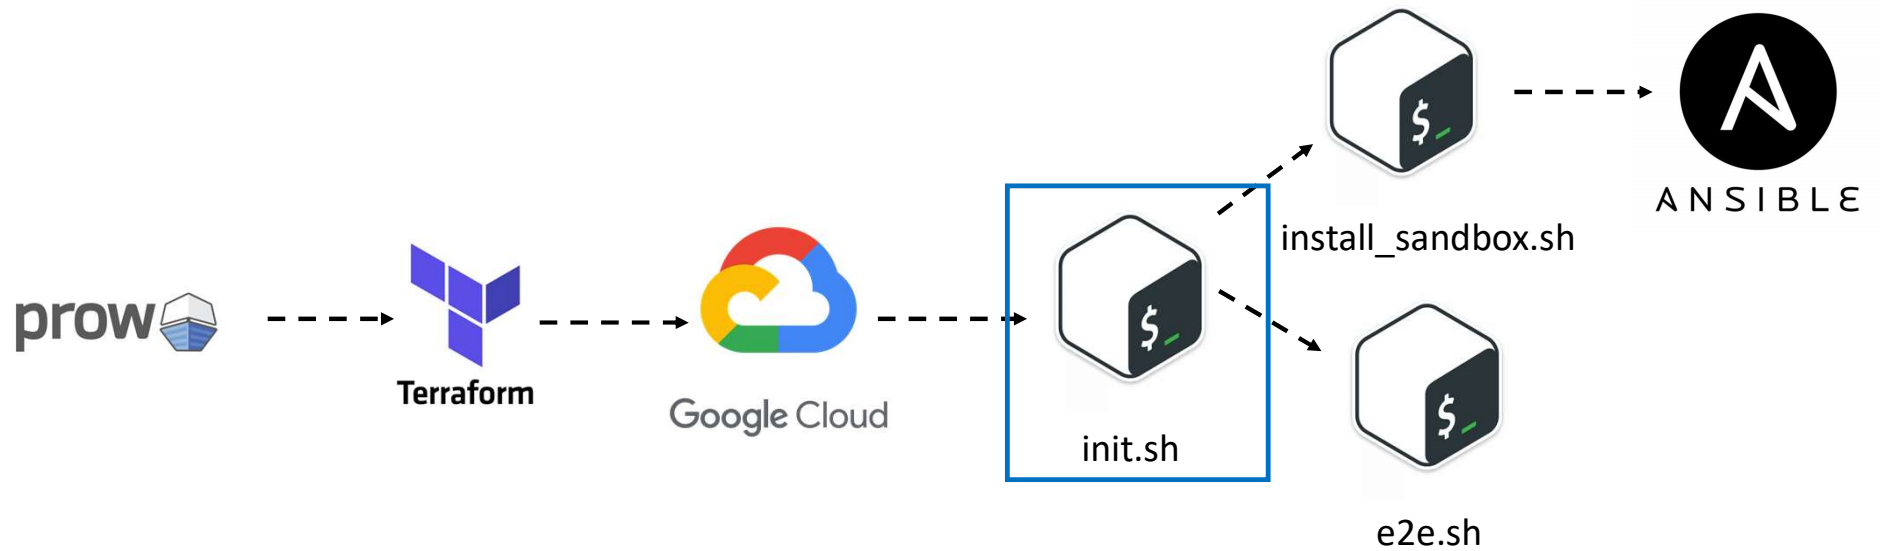 prow
Terraform
Google Cloud
$_
init.sh
$_
install_sandbox.sh
ANSIBLE
$_
e2e.sh